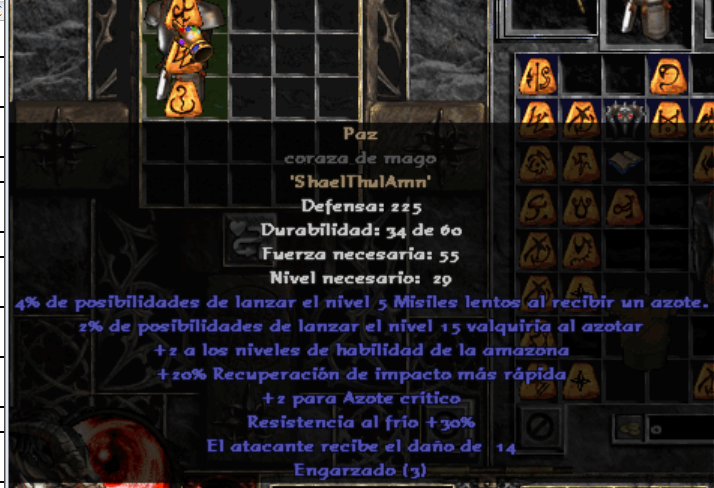 Paz
coraza de mago
'ShaelThulAmn'
Defensa: 225
Durabilidad: 34 de 60
Fuerza necesaria: 55
Nivel necesario: 29
4% de posibilidades de lanzar el nivel 5 Misiles lentos al recibir un azote.
2% de posibilidades de lanzar el nivel 15 valquiria al azotar
+2 a los niveles de habilidad de la amazona
+20% Recuperación de impacto más rápida
+2 para Azote crítico
Resistencia al frío +30%
El atacante recibe el daño de 14
Engarzado (3)
0